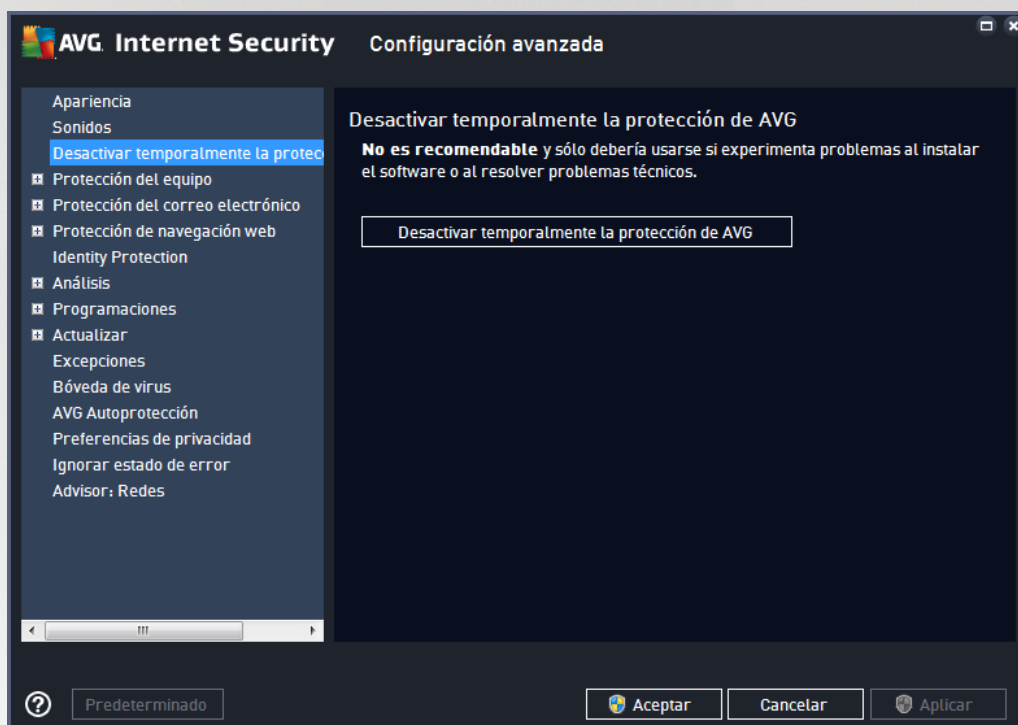 AVG. Internet Security
Configuración avanzada
Apariencia
Sonidos
Desactivar temporalmente la protec
Protección del equipo
Protección del correo electrónico
Protección de navegación web
Identity Protection
Análisis
Programaciones
Actualizar
Excepciones
Bóveda de virus
AVG Autoprotección
Preferencias de privacidad
Ignorar estado de error
Advisor: Redes
Desactivar temporalmente la protección de AVG
No es recomendable y sólo debería usarse si experimenta problemas al instalar
el software o al resolver problemas técnicos.
Desactivar temporalmente la protección de AVG
Predeterminado
Aceptar
Cancelar
Aplicar